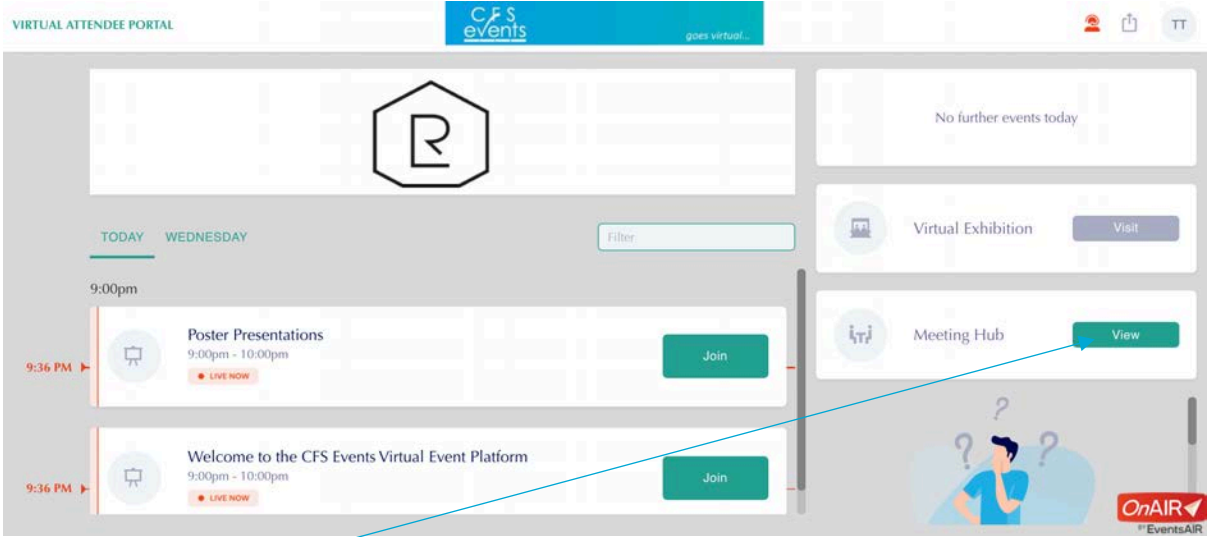 VIRTUAL ATTENDEE PORTAL
CFS
events
goes virtual...
TT
No further events today
TODAY WEDNESDAY
Filter
Virtual Exhibition
Visit
9:00pm
Poster Presentations
9:00pm - 10:00pm
LIVE NOW
Join
9:36 PM
Meeting Hub
View
Welcome to the CFS Events Virtual Event Platform
9:00pm - 10:00pm
LIVE NOW
Join
9:36 PM
? ? ?
OnAIR
BY EventsAIR